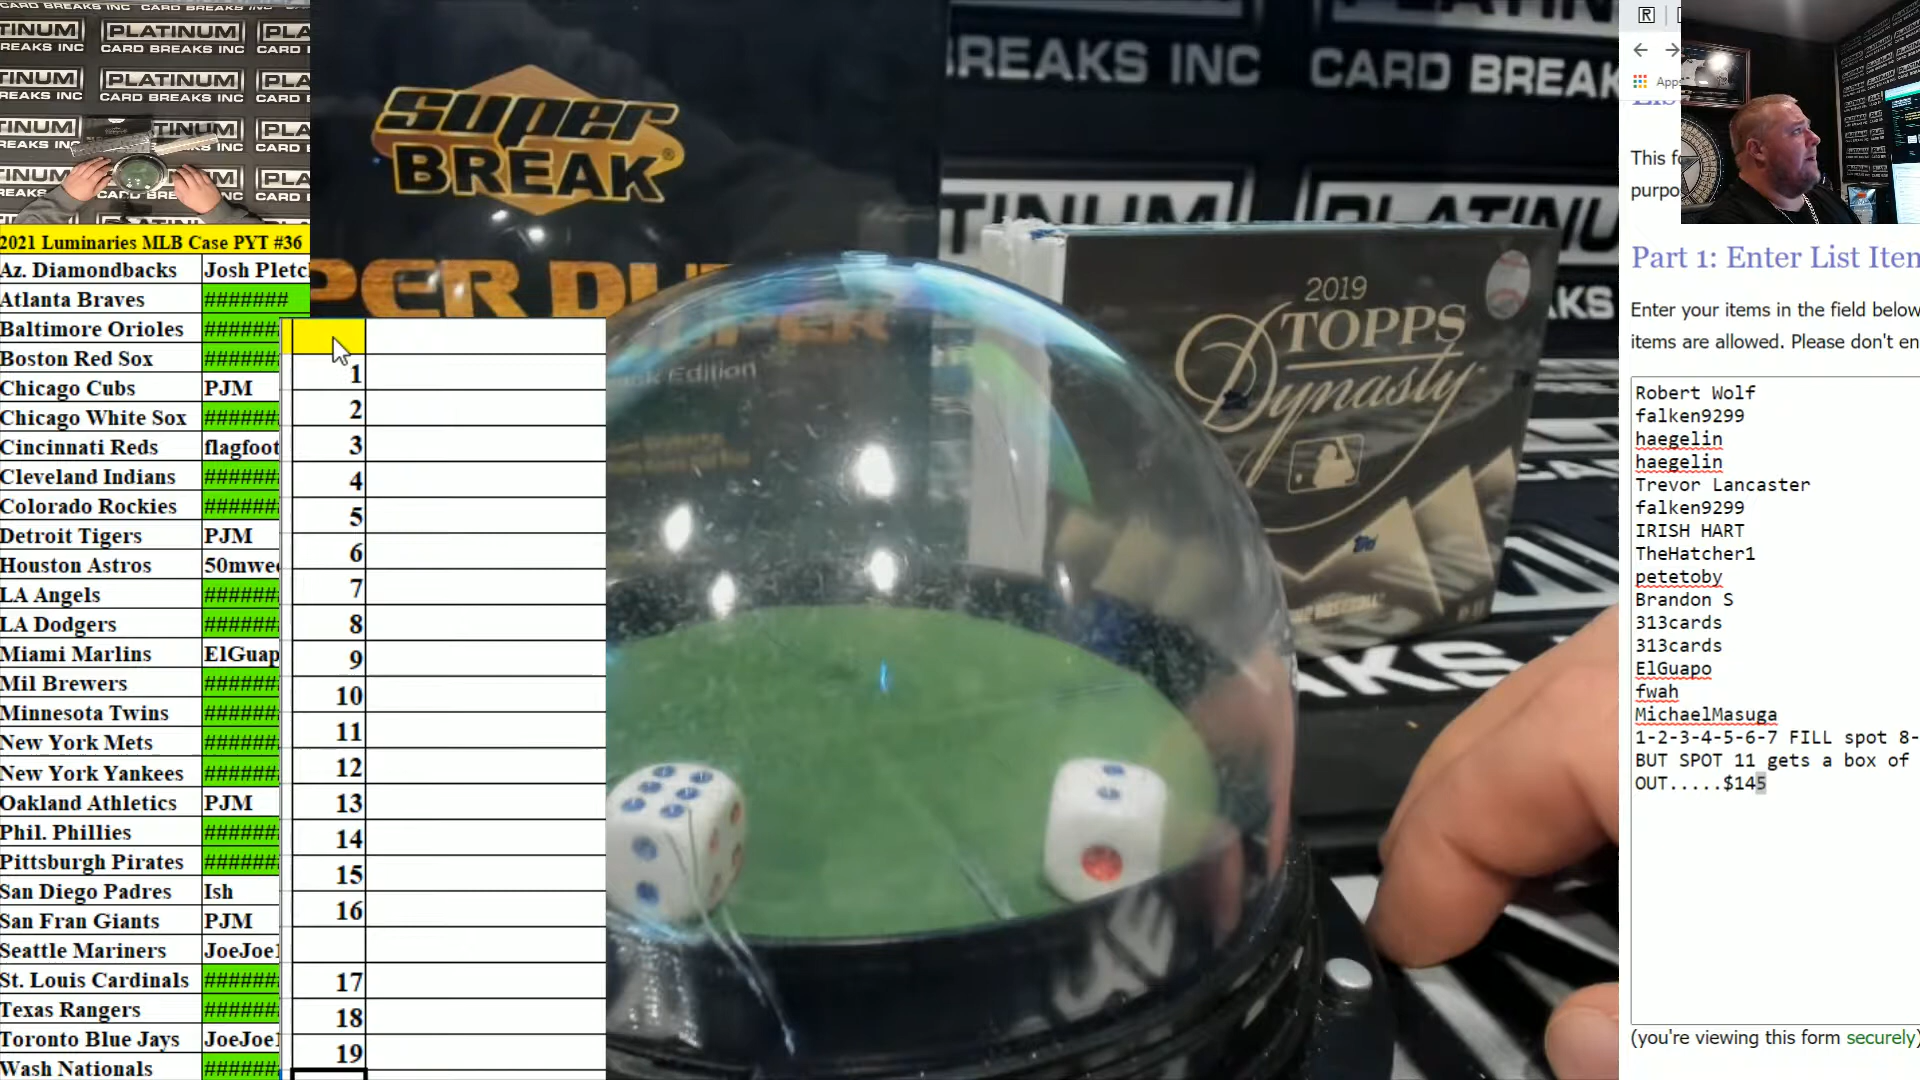 PLATINUM
CARD BREAKS INC
super
BREAK
BREAKS INC
CARD BREAK
2019
TOPPS
Dynasty
2021 Luminaries MLB Case PYT #36
Az. Diamondbacks Josh Pletc
Atlanta Braves #######
Baltimore Orioles ######
Boston Red Sox ######
Chicago Cubs PJM
Chicago White Sox ######
Cincinnati Reds flagfoot
Cleveland Indians ######
Colorado Rockies ######
Detroit Tigers PJM
Houston Astros 50mwe
LA Angels ######
LA Dodgers ######
Miami Marlins ElGuap
Mil Brewers ######
Minnesota Twins ######
New York Mets ######
New York Yankees ######
Oakland Athletics PJM
Phil. Phillies ######
Pittsburgh Pirates ######
San Diego Padres Ish
San Fran Giants PJM
Seattle Mariners JoeJoe1
St. Louis Cardinals ######
Texas Rangers ######
Toronto Blue Jays JoeJoe1
Wash Nationals ######
1
2
3
4
5
6
7
8
9
10
11
12
13
14
15
16
17
18
19
Apps
This fo
purpo
Part 1: Enter List Item
Enter your items in the field below
items are allowed. Please don't en
Robert Wolf
falken9299
haegelin
haegelin
Trevor Lancaster
falken9299
IRISH HART
TheHatcher1
petetoby
Brandon S
313cards
313cards
ElGuapo
fwah
MichaelMasuga
1-2-3-4-5-6-7 FILL spot 8-
BUT SPOT 11 gets a box of
OUT.....$145
(you're viewing this form securely)